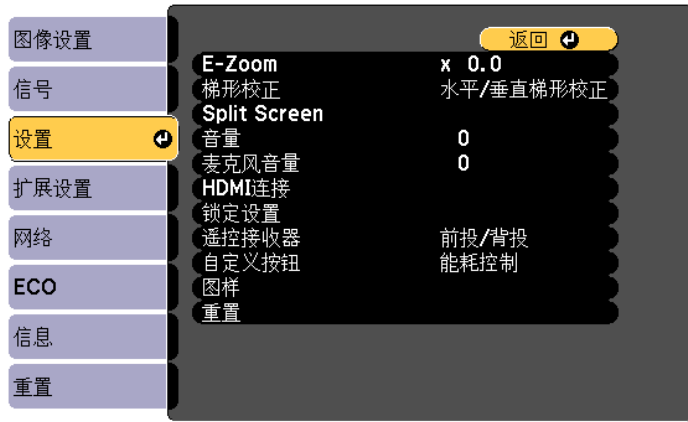 图像设置
信号
设置
扩展设置
网络
ECO
信息
重置
返回
E-Zoom x 0.0
梯形校正 水平/垂直梯形校正
Split Screen
音量 0
麦克风音量 0
HDMI连接
锁定设置
遥控接收器 前投/背投
自定义按钮 能耗控制
图样
重置